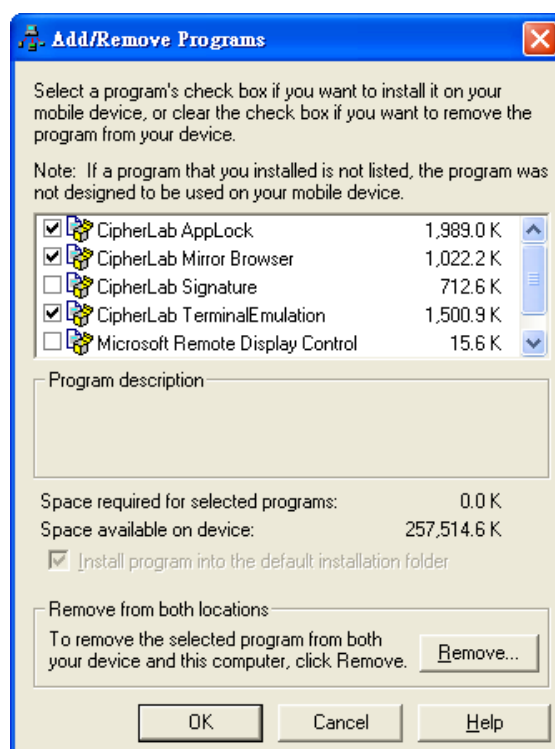 Add/Remove Programs
Select a program's check box if you want to install it on your
mobile device, or clear the check box if you want to remove the
program from your device.
Note: If a program that you installed is not listed, the program was
not designed to be used on your mobile device.
CipherLab AppLock 1,989.0 K
CipherLab Mirror Browser 1,022.2 K
CipherLab Signature 712.6 K
CipherLab TerminalEmulation 1,500.9 K
Microsoft Remote Display Control 15.6 K
Program description
Space required for selected programs: 0.0 K
Space available on device: 257,514.6 K
Install program into the default installation folder
Remove from both locations
To remove the selected program from both
your device and this computer, click Remove.
Remove...
OK Cancel Help